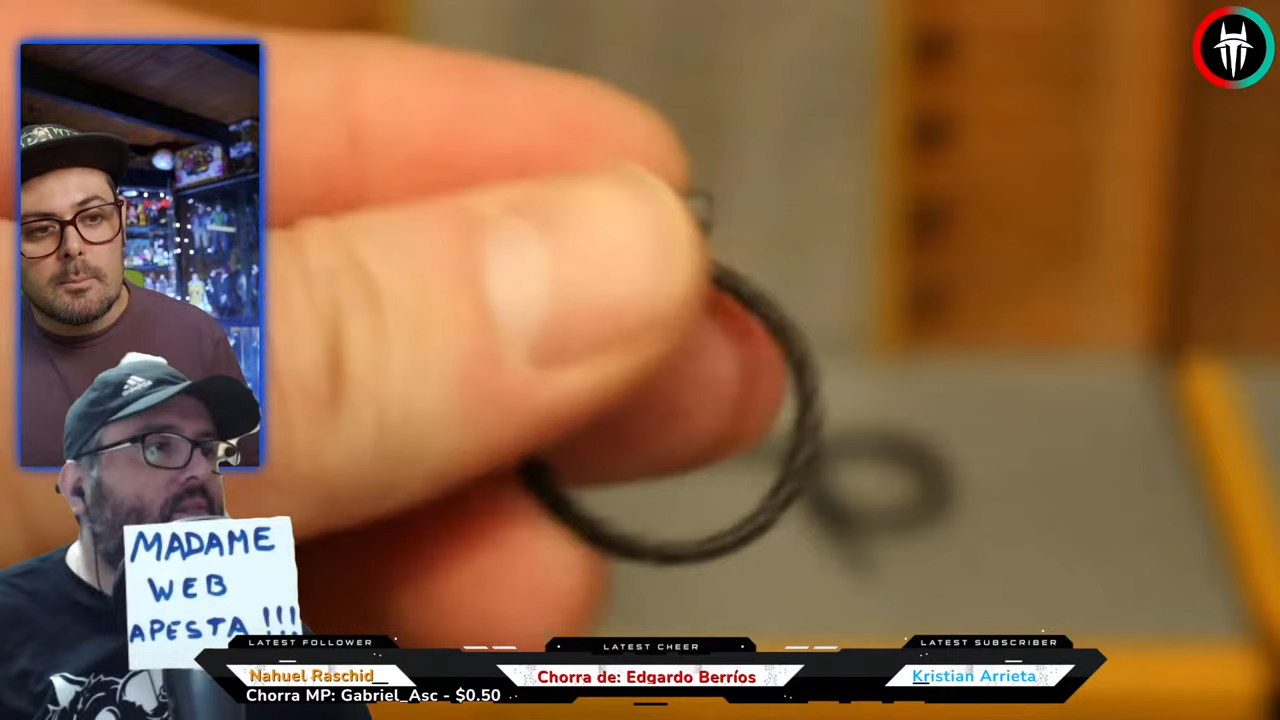 MADAME
WEB
APESTA !!!
LATEST FOLLOWER
Nahuel Raschid
Chorra MP: Gabriel_Asc - $0.50
LATEST CHEER
Chorra de: Edgardo Berríos
LATEST SUBSCRIBER
Kristian Arrieta